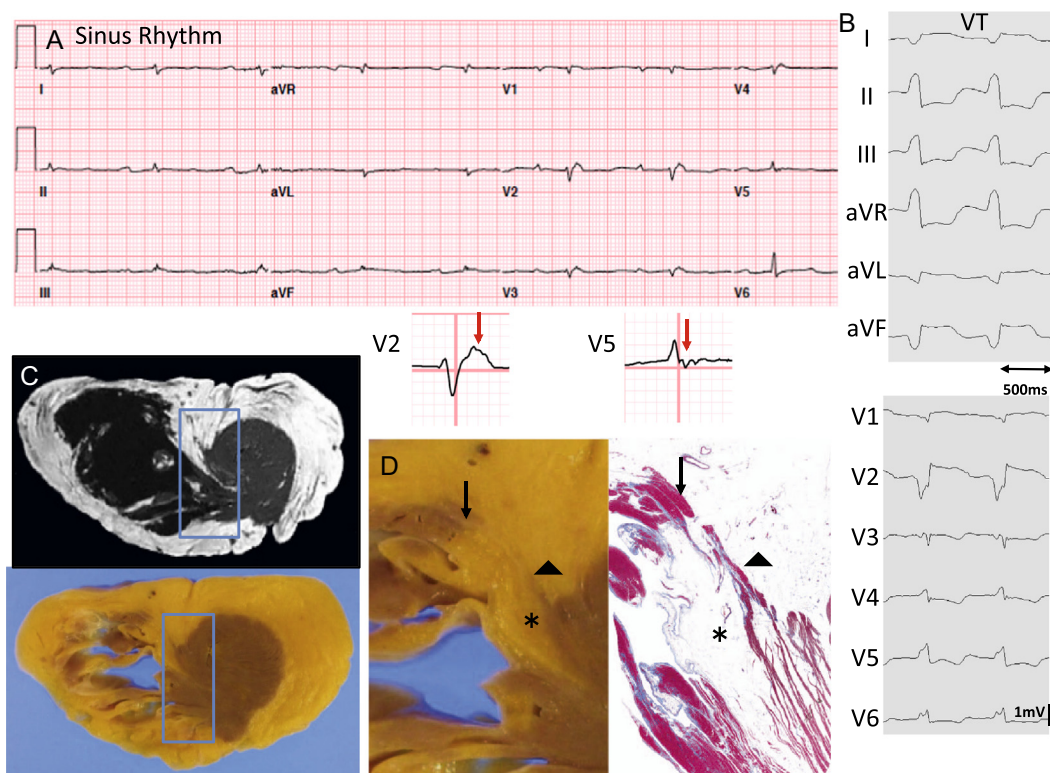 A Sinus Rhythm
I aVR V1 V4
II aVL V2 V5
III aVF V3 V6
B
VT
I
II
III
aVR
aVL
aVF
500ms
V1
V2
V3
V4
V5
V6
1mV
V2
V5
C
D
*
*